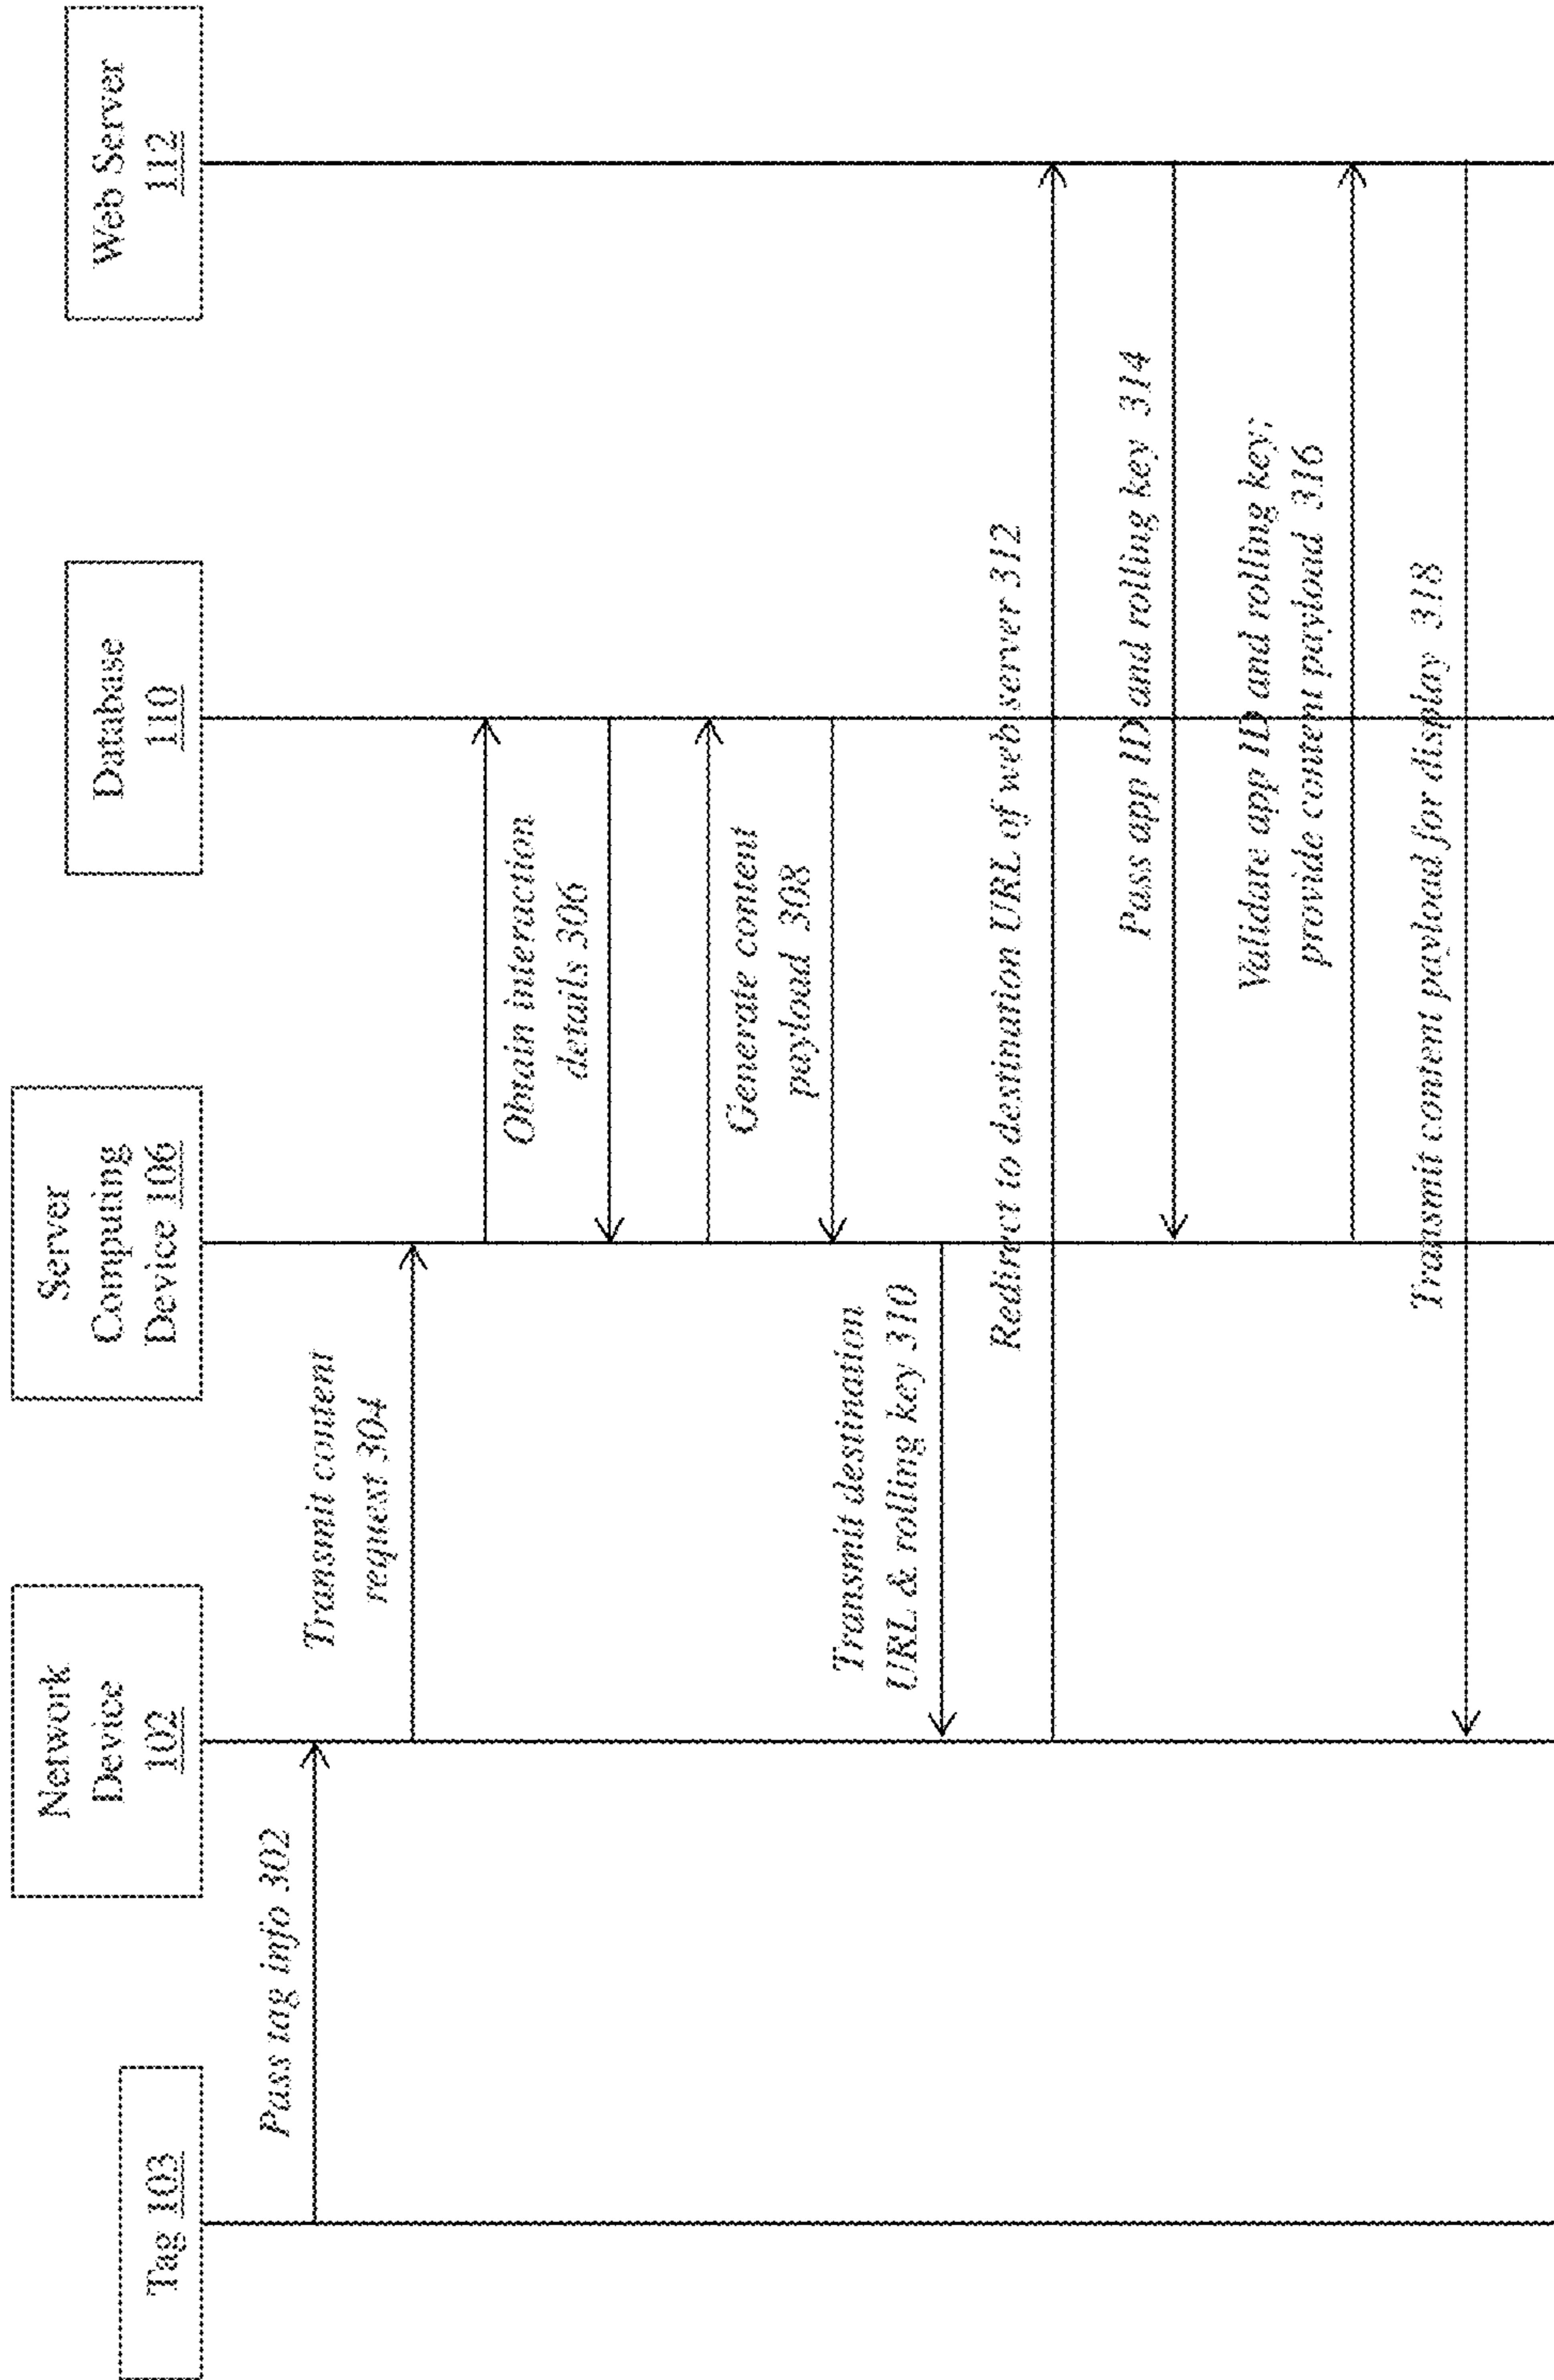 Tag 103
Network
Device
102
Server
Computing
Device 106
Database
110
Web Server
112
Pass tag info 302
Transmit content
request 304
Obtain interaction
details 306
Generate content
payload 308
Transmit destination
URL & rolling key 310
Redirect to destination URL of web server 312
Pass app ID and rolling key 314
Validate app ID and rolling key;
provide content payload 316
Transmit content payload for display 318